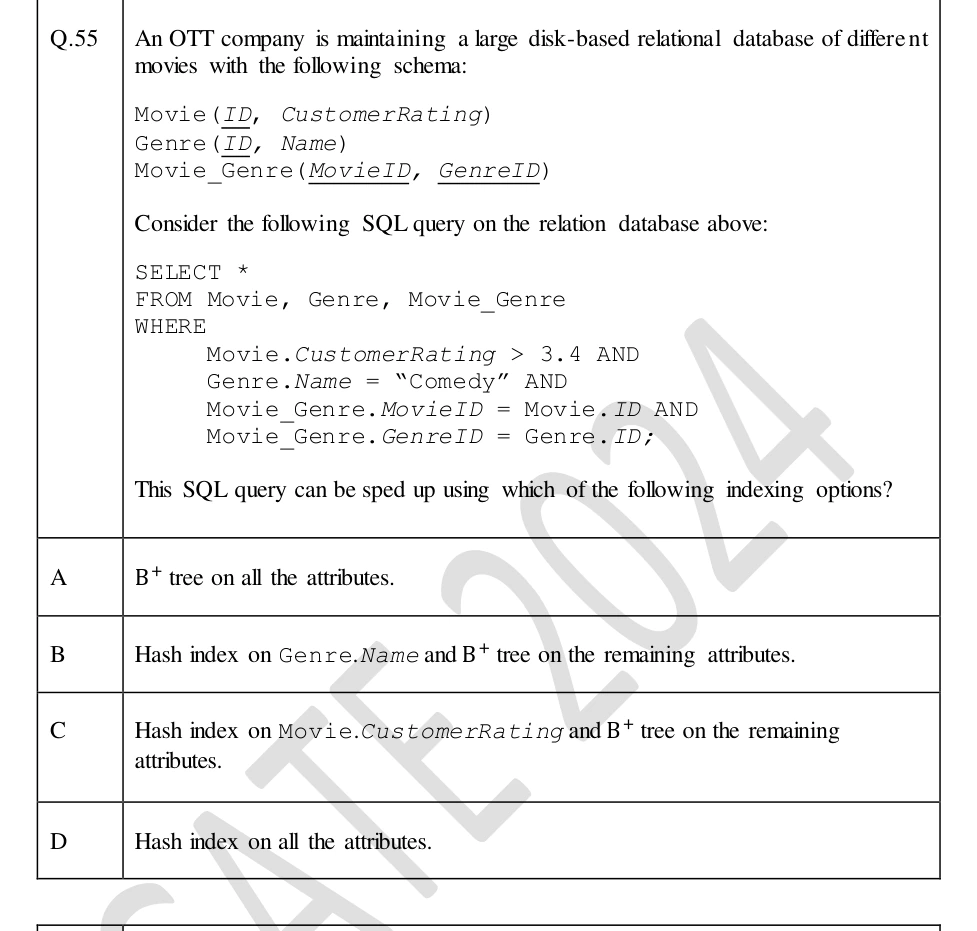 Q.55
An OTT company is maintaining a large disk-based relational database of different
movies with the following schema:
Movie(ID, CustomerRating)
Genre(ID, Name)
Movie_Genre(MovieID, GenreID)
Consider the following SQL query on the relation database above:
SELECT *
FROM Movie, Genre, Movie_Genre
WHERE
Movie.CustomerRating > 3.4 AND
Genre.Name = “Comedy” AND
Movie_Genre.MovieID = Movie.ID AND
Movie_Genre.GenreID = Genre.ID;
This SQL query can be sped up using which of the following indexing options?
A
B+ tree on all the attributes.
B
Hash index on Genre.Name and B+ tree on the remaining attributes.
C
Hash index on Movie.CustomerRating and B+ tree on the remaining
attributes.
D
Hash index on all the attributes.
GATE 2024